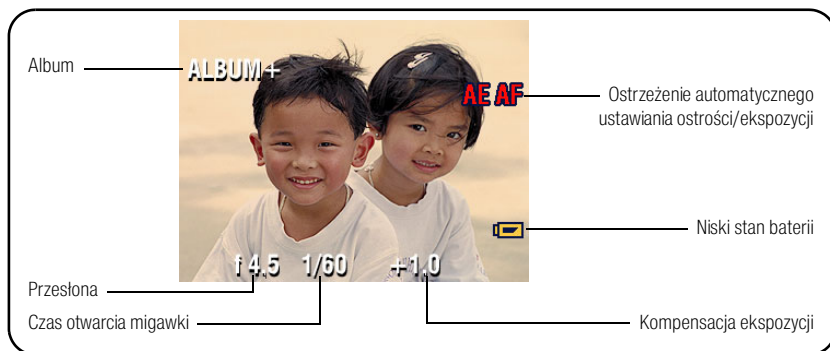 Album
ALBUM+
AE AF
Ostrzeżenie automatycznego
ustawiania ostrości/ekspozycji
Niski stan baterii
f 4.5 1/60 +1.0
Przesłona
Czas otwarcia migawki
Kompensacja ekspozycji